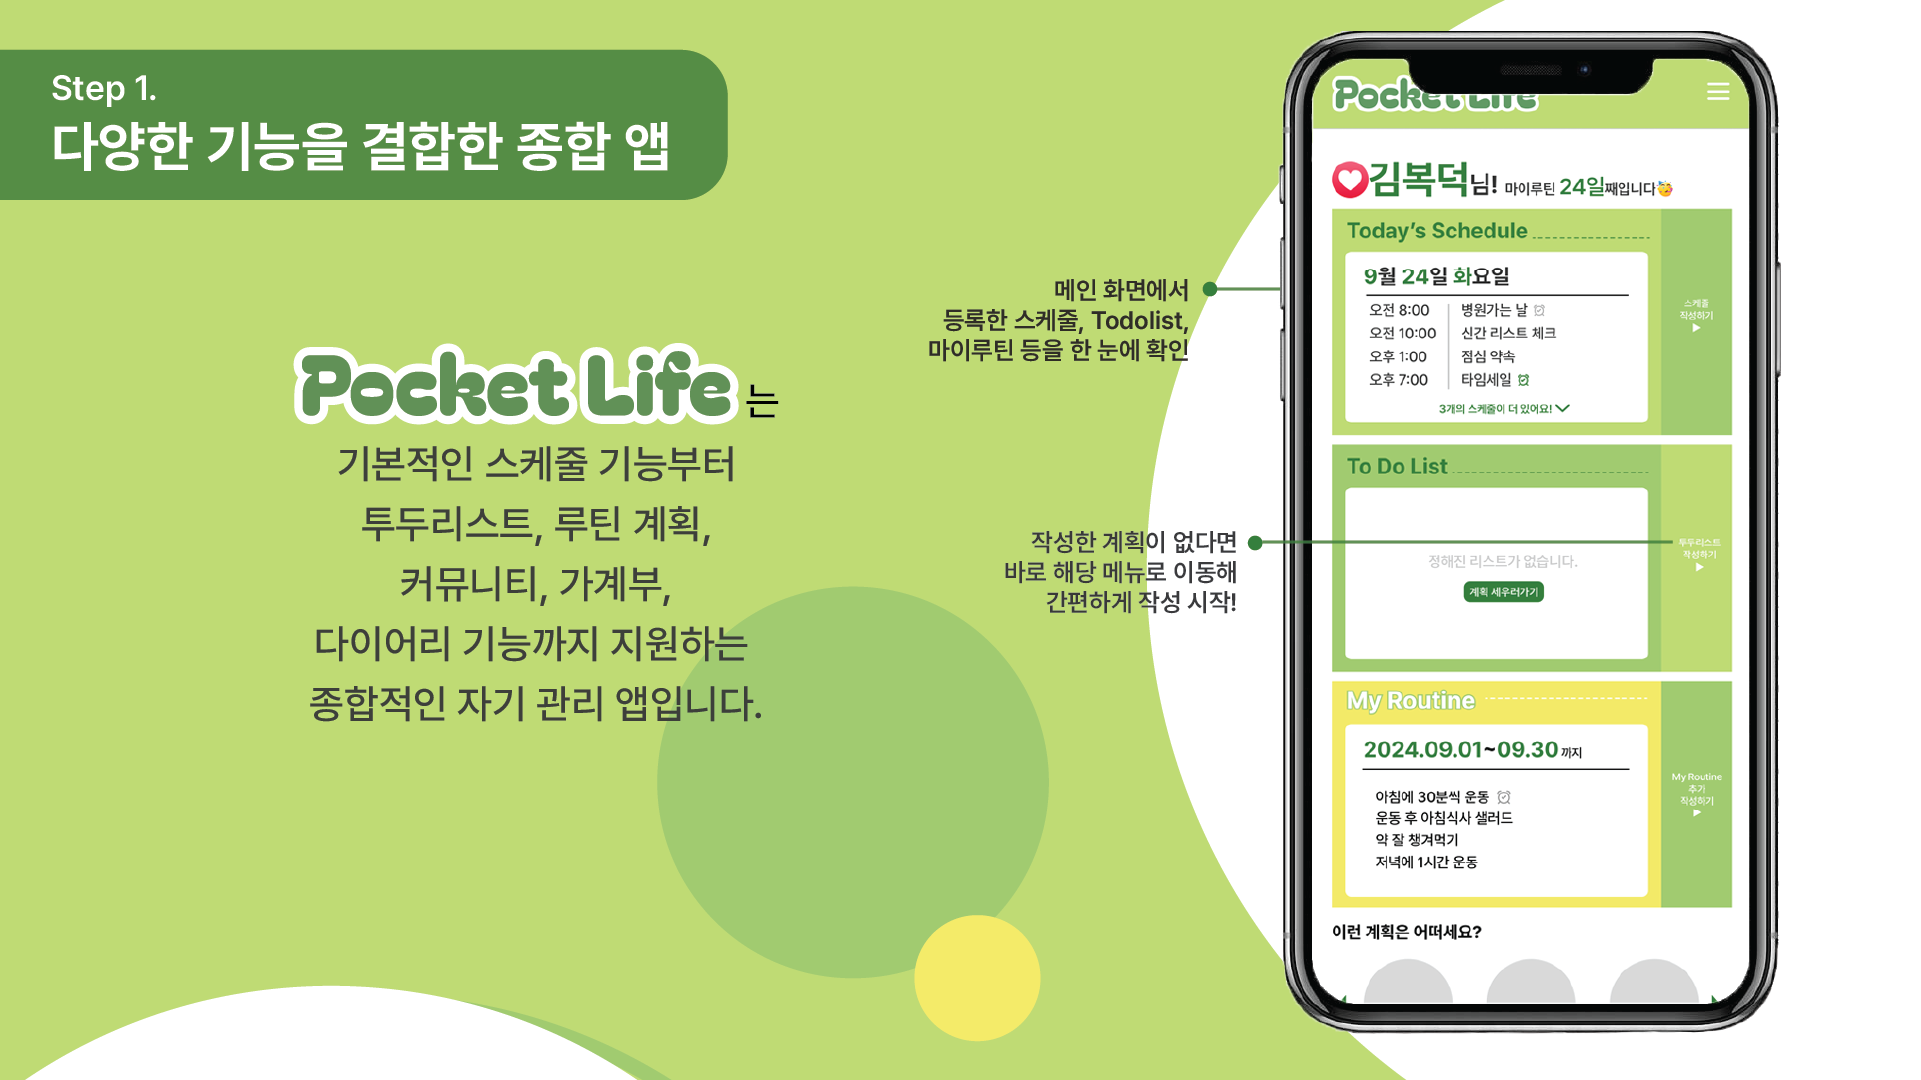 Step 1.
다양한 기능을 결합한 종합 앱
Pocket Life 는
기본적인 스케줄 기능부터
투두리스트, 루틴 계획,
커뮤니티, 가계부,
다이어리 기능까지 지원하는
종합적인 자기 관리 앱입니다.
메인 화면에서
등록한 스케줄, Todolist,
마이루틴 등을 한 눈에 확인
작성한 계획이 없다면
바로 해당 메뉴로 이동해
간편하게 작성 시작!
Pocket Life
김복덕님! 마이루틴 24일째입니다🥳
Today's Schedule
9월 24일 화요일
오전 8:00 병원가는 날
오전 10:00 신간 리스트 체크
오후 1:00 점심 약속
오후 7:00 타임세일
3개의 스케줄이 더 있어요!
스케줄
작성하기
▶
To Do List
정해진 리스트가 없습니다.
계획 세우러가기
투두리스트
작성하기
▶
My Routine
2024.09.01~09.30 까지
아침에 30분씩 운동
운동 후 아침식사 샐러드
약 잘 챙겨먹기
저녁에 1시간 운동
My Routine
추가
작성하기
▶
이런 계획은 어떠세요?